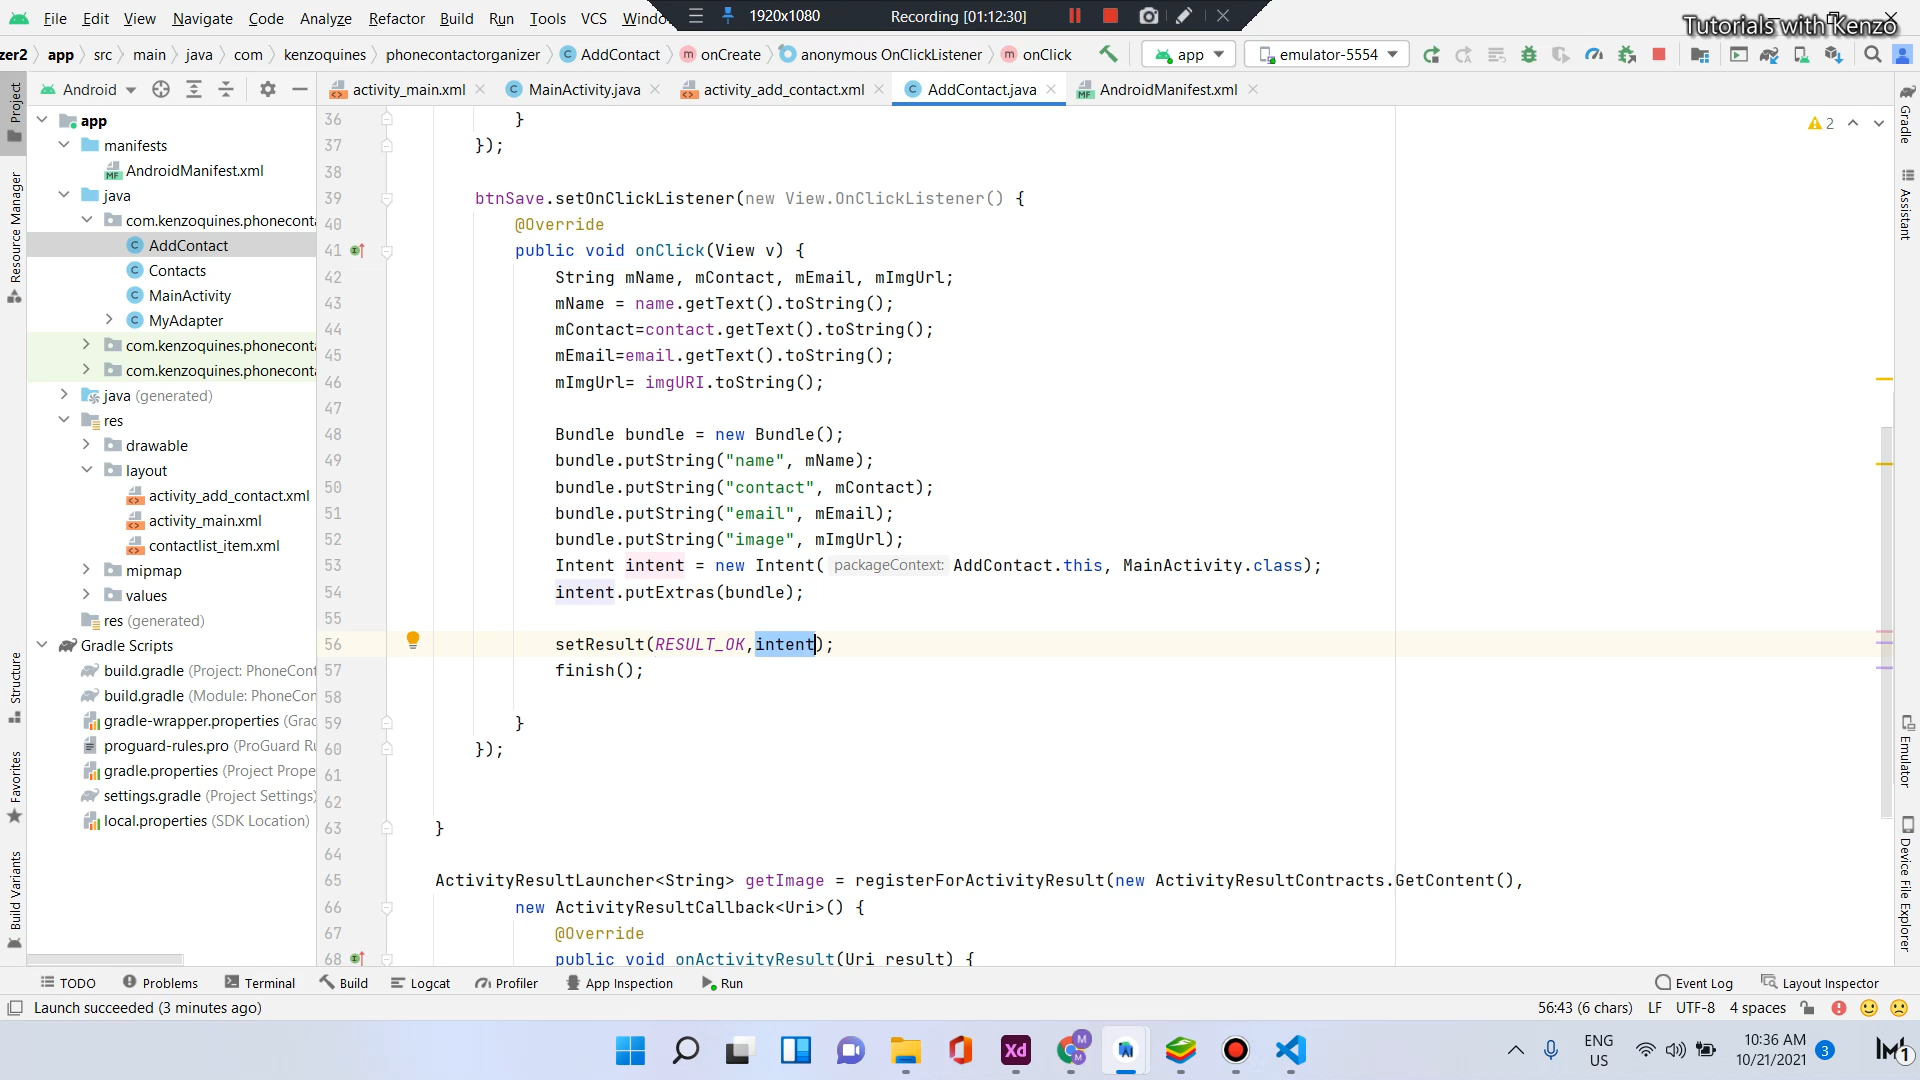 File Edit View Navigate Code Analyze Refactor Build Run Tools VCS Windo
1920x1080 Recording [01:12:30]
Tutorials with Kenzo
zer2 app src main java com kenzoquines phonecontactorganizer AddContact onCreate anonymous OnClickListener onClick app emulator-5554
Android activity_main.xml MainActivity.java activity_add_contact.xml AddContact.java AndroidManifest.xml
Project
Resource Manager
Structure
Favorites
Build Variants
app
manifests
AndroidManifest.xml
java
com.kenzoquines.phoneconta
AddContact
Contacts
MainActivity
MyAdapter
com.kenzoquines.phoneconta
com.kenzoquines.phoneconta
java (generated)
res
drawable
layout
activity_add_contact.xml
activity_main.xml
contactlist_item.xml
mipmap
values
res (generated)
Gradle Scripts
build.gradle (Project: PhoneCont
build.gradle (Module: PhoneCon
gradle-wrapper.properties (Grad
proguard-rules.pro (ProGuard Ru
gradle.properties (Project Prope
settings.gradle (Project Settings)
local.properties (SDK Location)
36 }
37 });
38
39 btnSave.setOnClickListener(new View.OnClickListener() {
40 @Override
41 public void onClick(View v) {
42 String mName, mContact, mEmail, mImgUrl;
43 mName = name.getText().toString();
44 mContact=contact.getText().toString();
45 mEmail=email.getText().toString();
46 mImgUrl= imgURI.toString();
47
48 Bundle bundle = new Bundle();
49 bundle.putString("name", mName);
50 bundle.putString("contact", mContact);
51 bundle.putString("email", mEmail);
52 bundle.putString("image", mImgUrl);
53 Intent intent = new Intent( packageContext: AddContact.this, MainActivity.class);
54 intent.putExtras(bundle);
55
56 setResult(RESULT_OK,intent);
57 finish();
58
59 }
60 });
61
62
63 }
64
65 ActivityResultLauncher<String> getImage = registerForActivityResult(new ActivityResultContracts.GetContent(),
66 new ActivityResultCallback<Uri>() {
67 @Override
68 public void onActivityResult(Uri result) {
2
Gradle
Assistant
Emulator
Device File Explorer
TODO Problems Terminal Build Logcat Profiler App Inspection Run Event Log Layout Inspector
Launch succeeded (3 minutes ago) 56:43 (6 chars) LF UTF-8 4 spaces
ENG
US
10:36 AM
10/21/2021
3
1